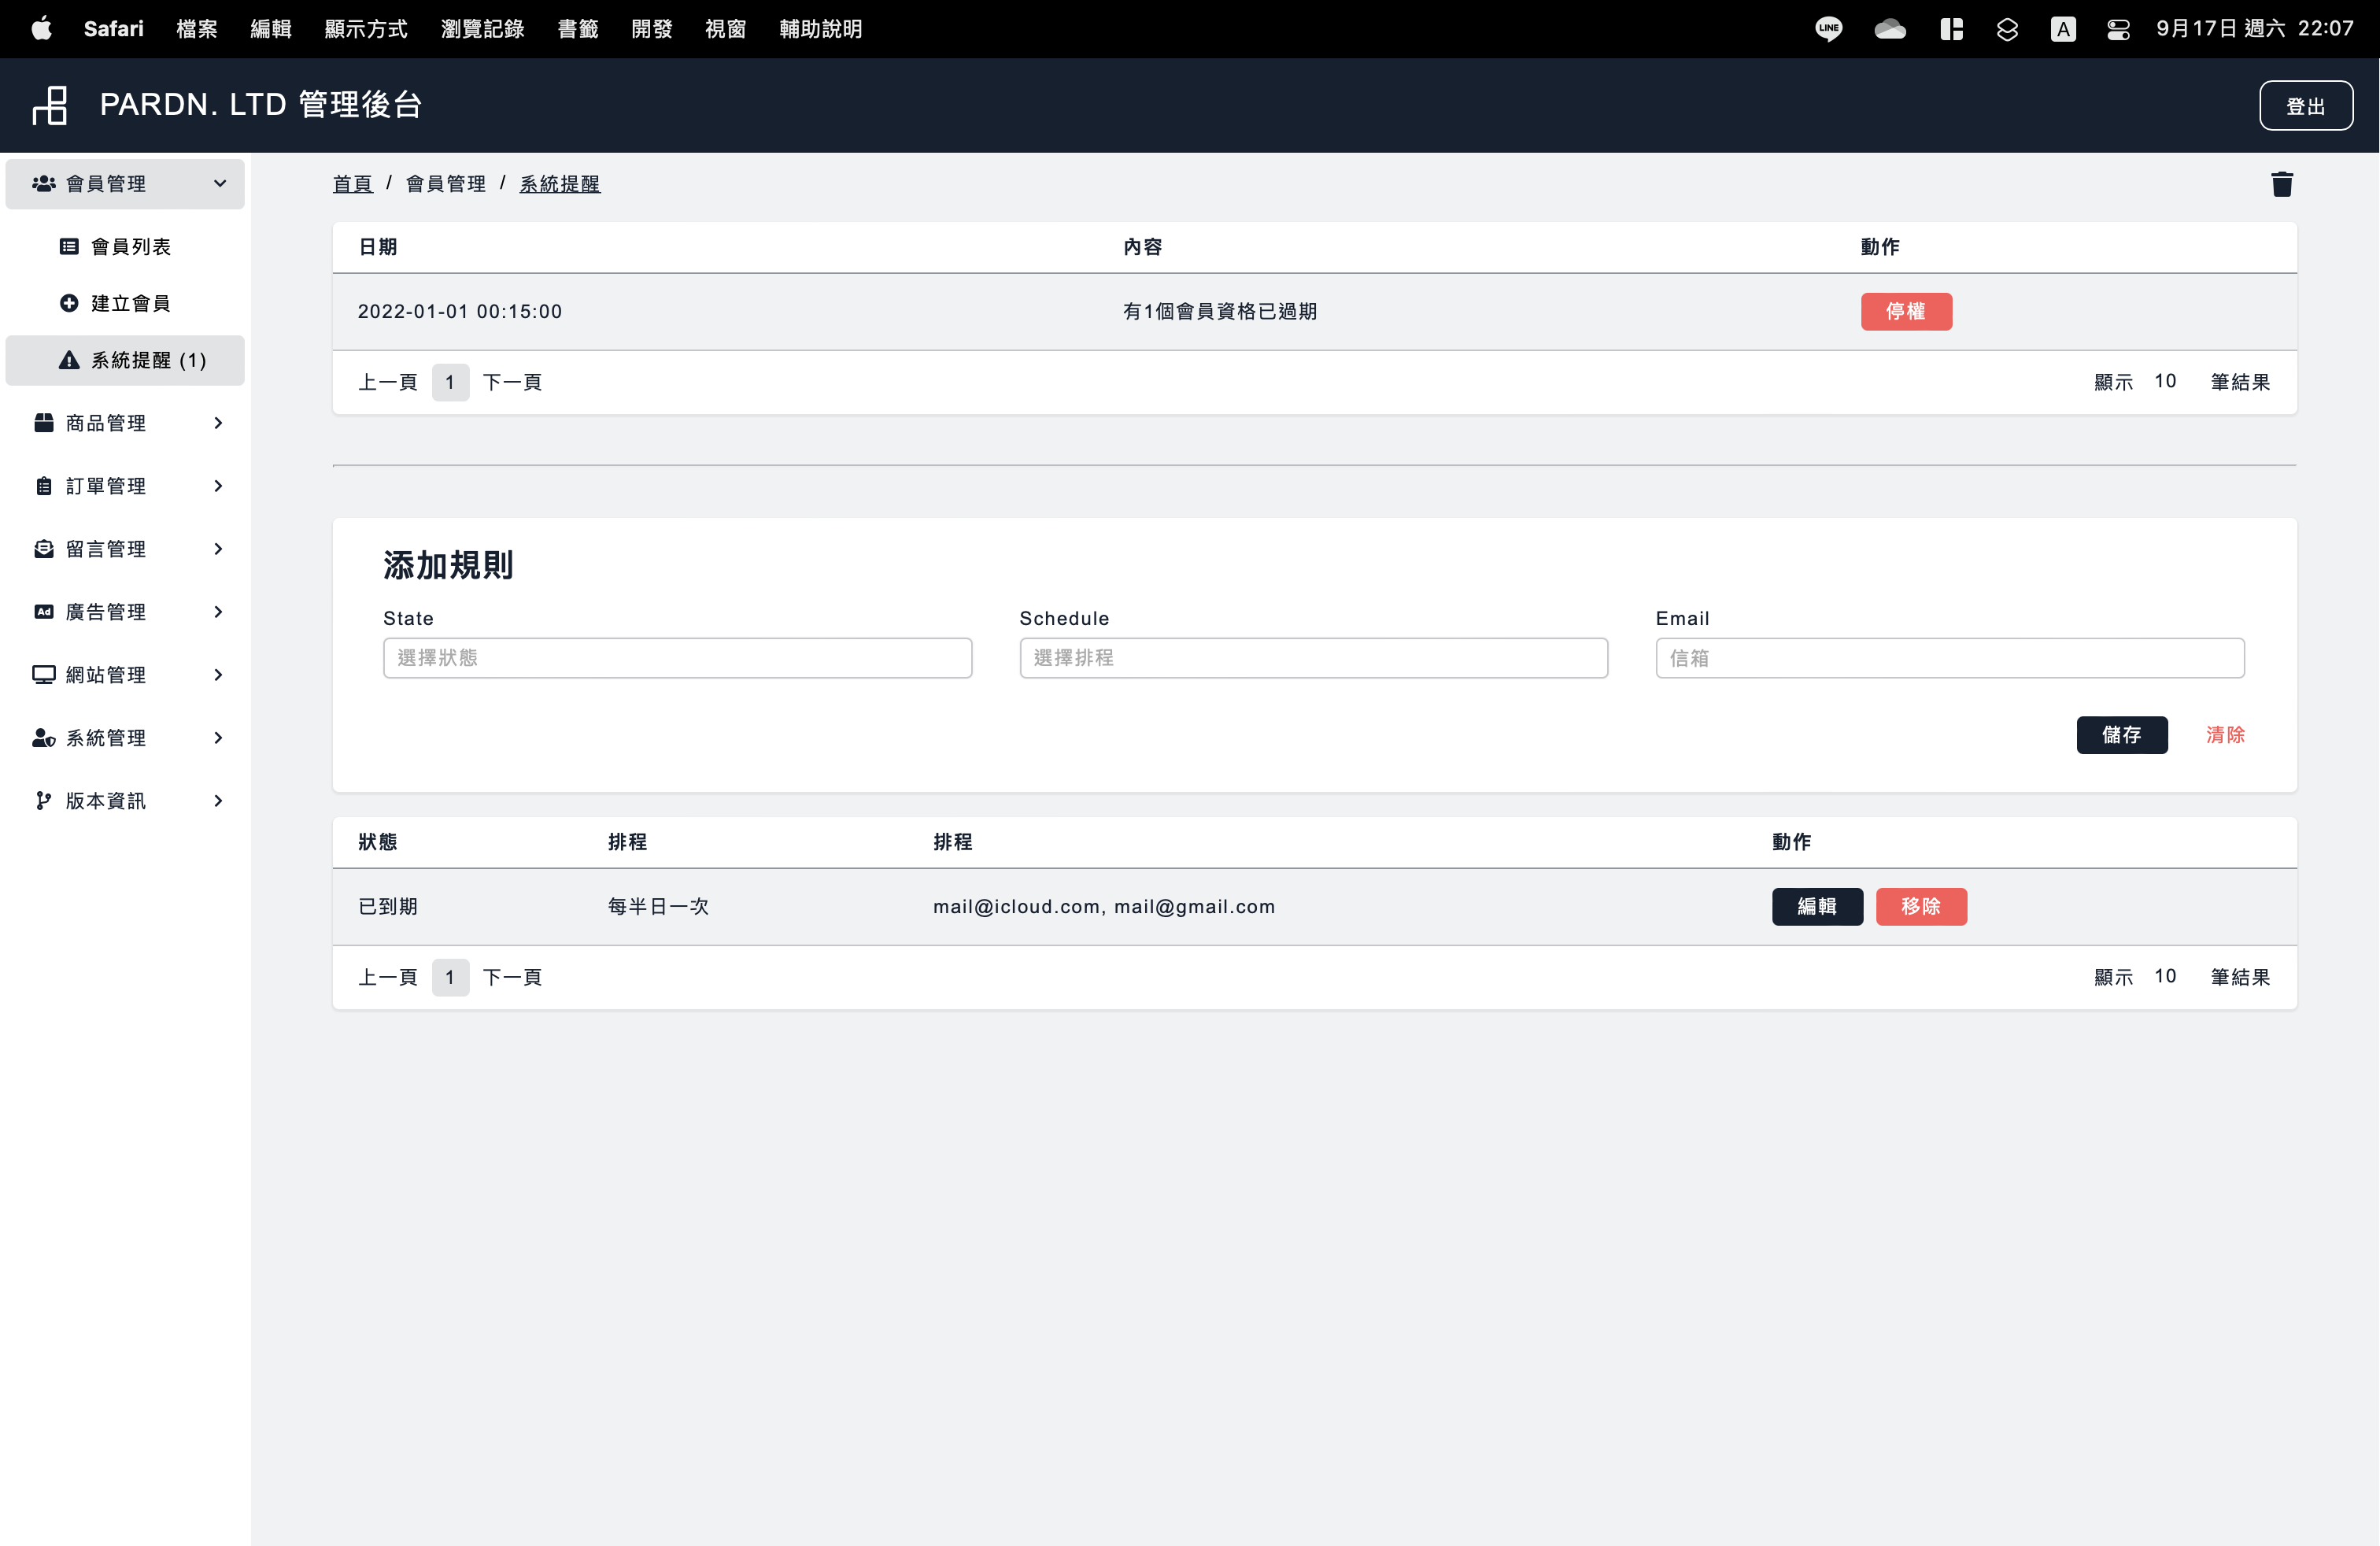 Safari 檔案 編輯 顯示方式 瀏覽記錄 書籤 開發 視窗 輔助說明 LINE A 9月17日 週六 22:07
PARDN. LTD 管理後台 登出
會員管理
會員列表
建立會員
系統提醒 (1)
商品管理
訂單管理
留言管理
Ad 廣告管理
網站管理
系統管理
版本資訊
首頁 / 會員管理 / 系統提醒
日期 內容 動作
2022-01-01 00:15:00 有1個會員資格已過期 停權
上一頁 1 下一頁 顯示 10 筆結果
添加規則
State Schedule Email
選擇狀態 選擇排程 信箱
儲存 清除
狀態 排程 排程 動作
已到期 每半日一次 mail@icloud.com, mail@gmail.com 編輯 移除
上一頁 1 下一頁 顯示 10 筆結果